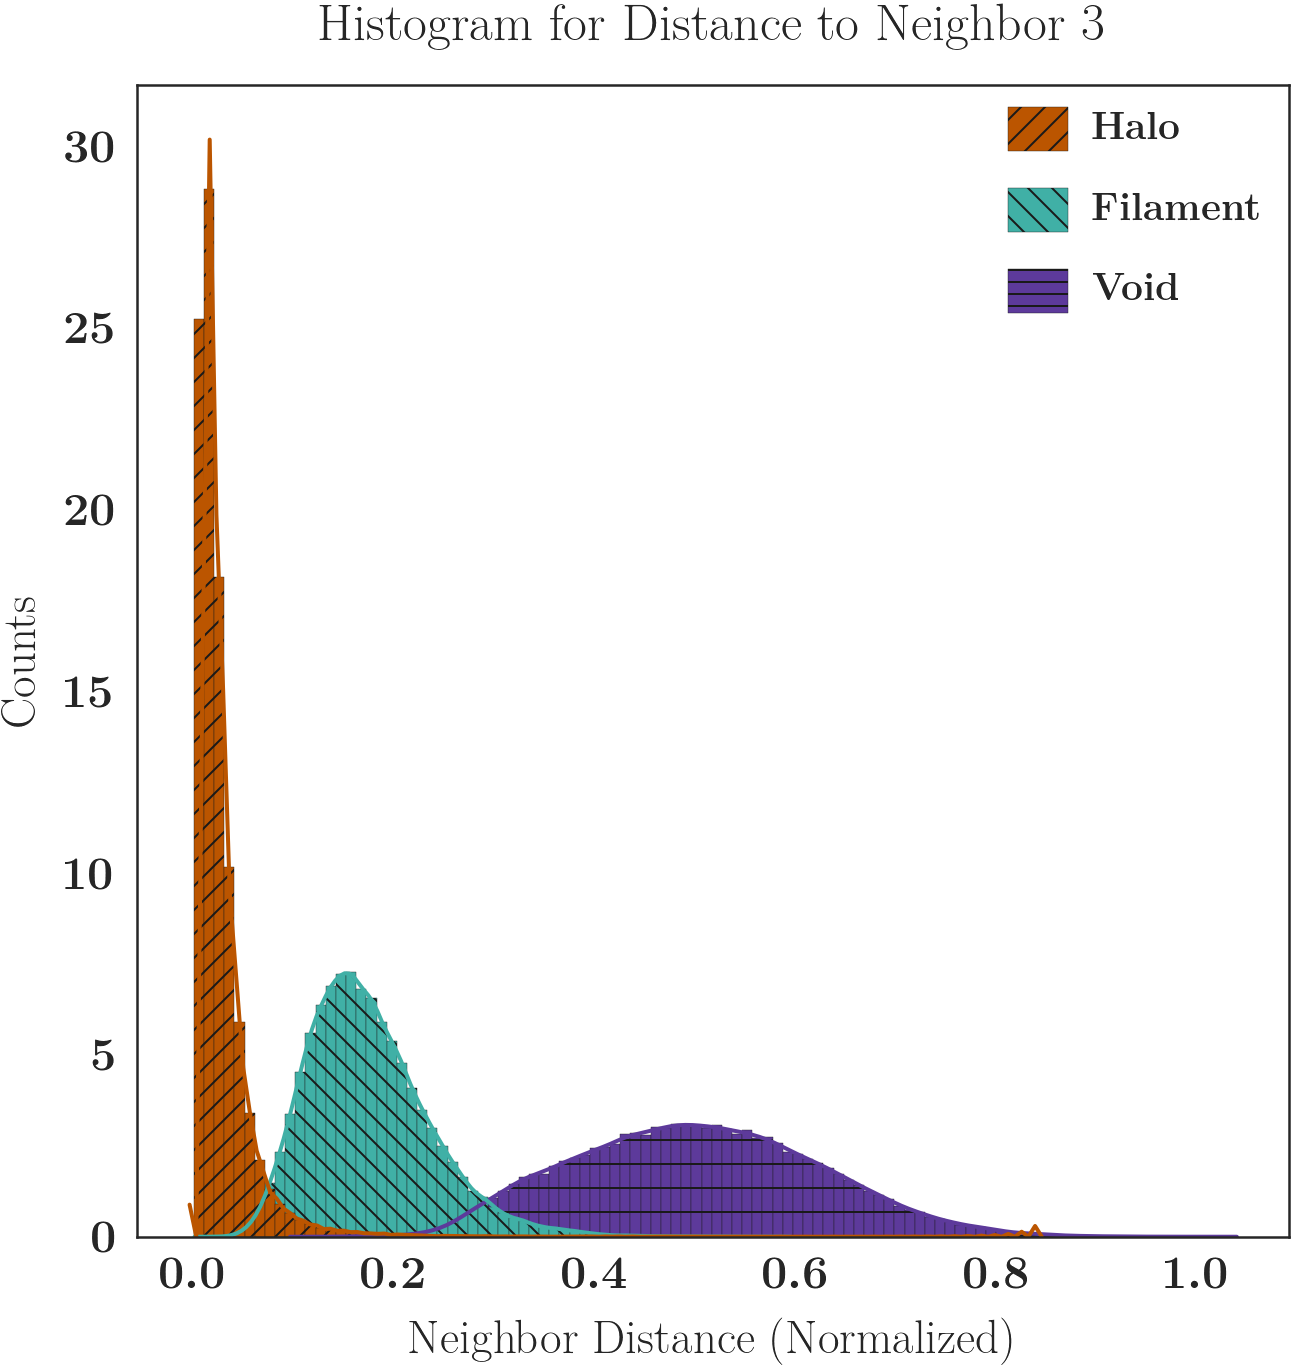 Histogram for Distance to Neighbor 3
Halo
Filament
Void
30
25
20
15
10
5
0
Counts
0.0 0.2 0.4 0.6 0.8 1.0
Neighbor Distance (Normalized)